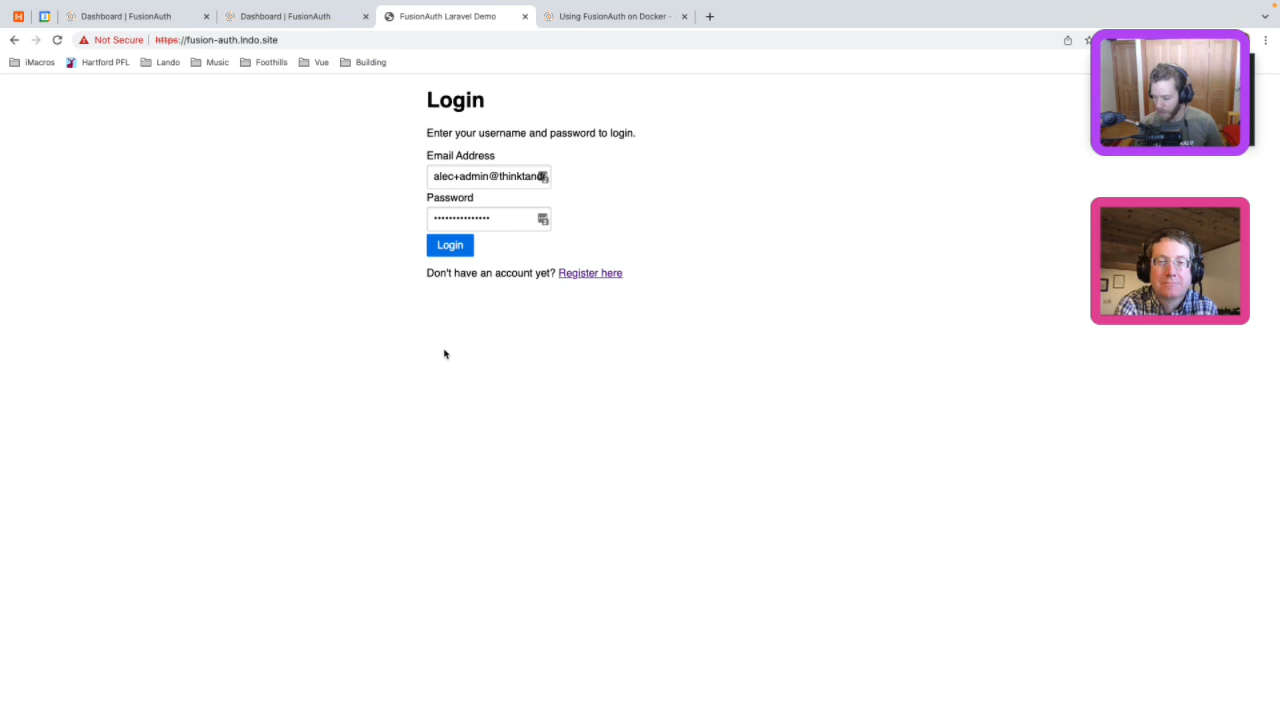 Dashboard | FusionAuth
Dashboard | FusionAuth
FusionAuth Laravel Demo
Using FusionAuth on Docker -
Not Secure
https://fusion-auth.lndo.site
iMacros
Hartford PFL
Lando
Music
Foothills
Vue
Building
Login
Enter your username and password to login.
Email Address
alec+admin@thinktand
Password
Login
Don't have an account yet? Register here